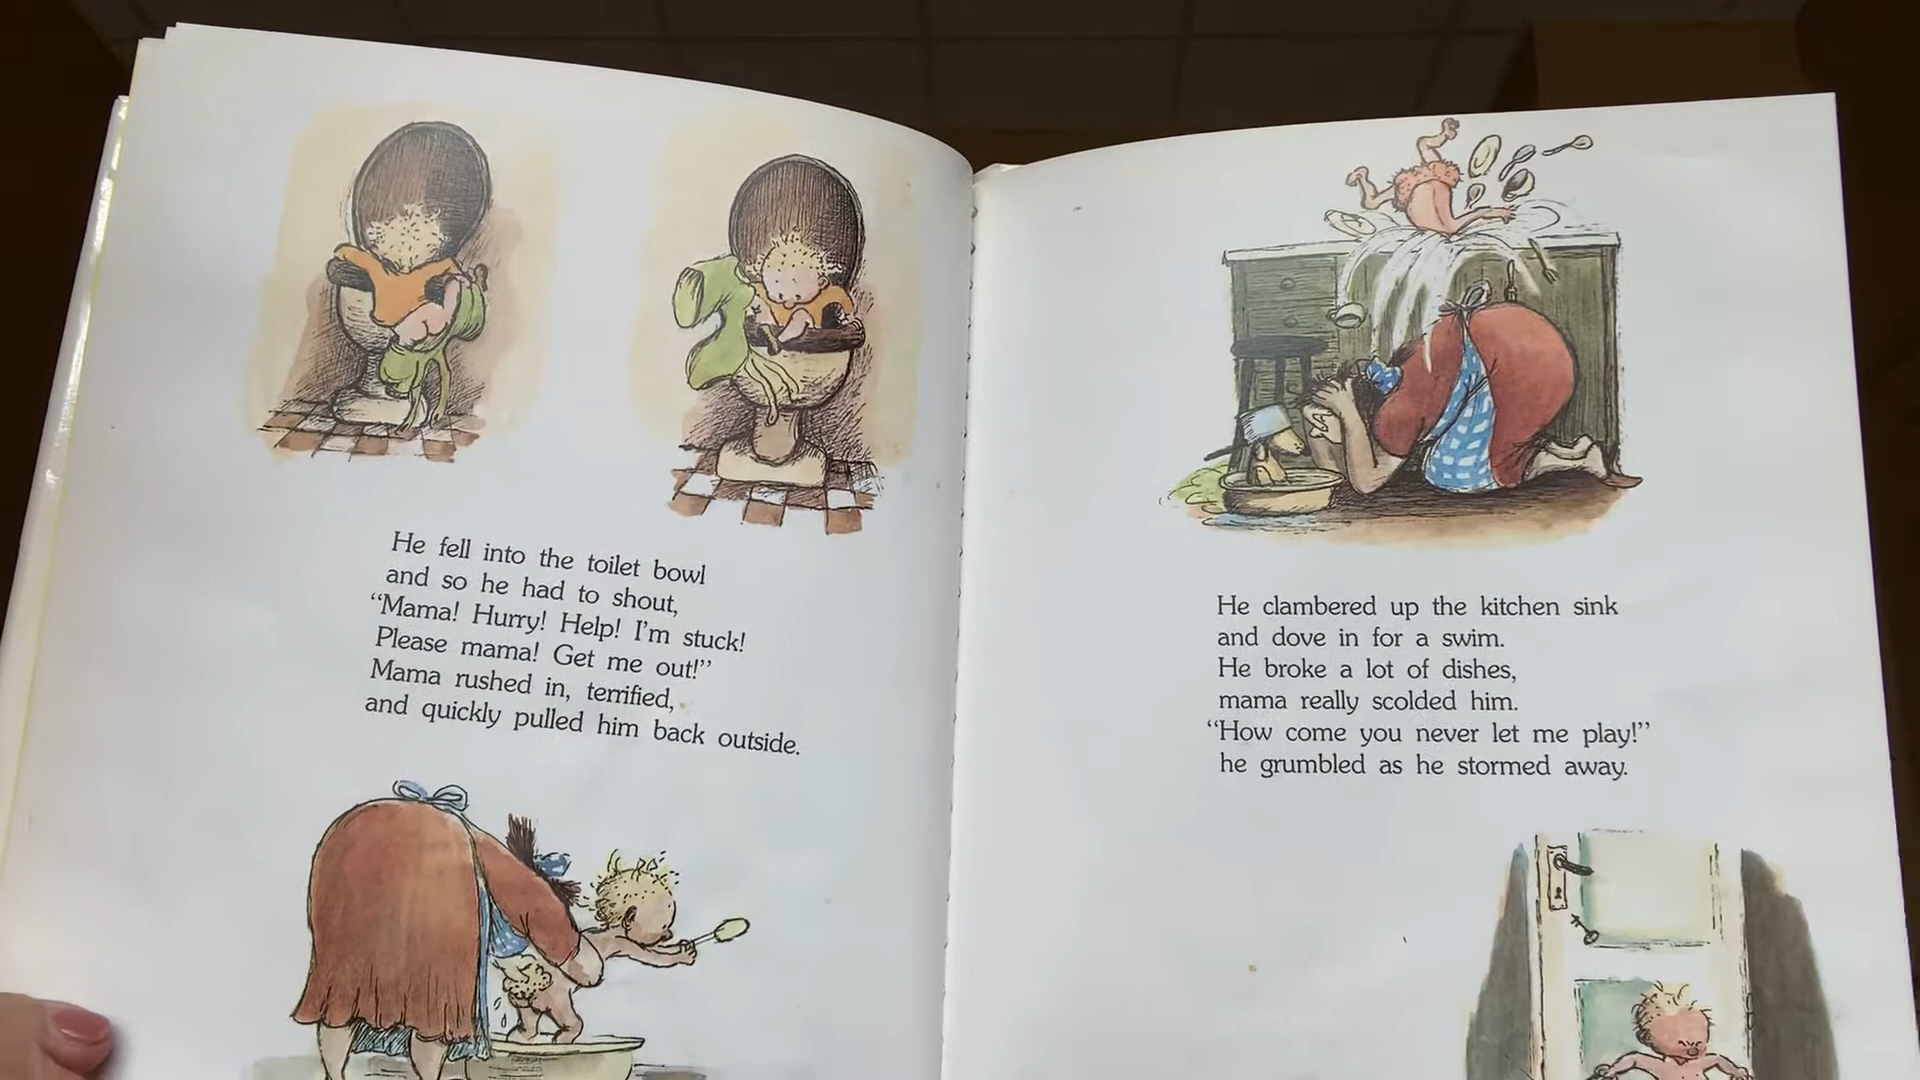 He fell into the toilet bowl
and so he had to shout,
“Mama! Hurry! Help! I'm stuck!
Please mama! Get me out!”
Mama rushed in, terrified,
and quickly pulled him back outside.
He clambered up the kitchen sink
and dove in for a swim.
He broke a lot of dishes,
mama really scolded him.
“How come you never let me play!”
he grumbled as he stormed away.